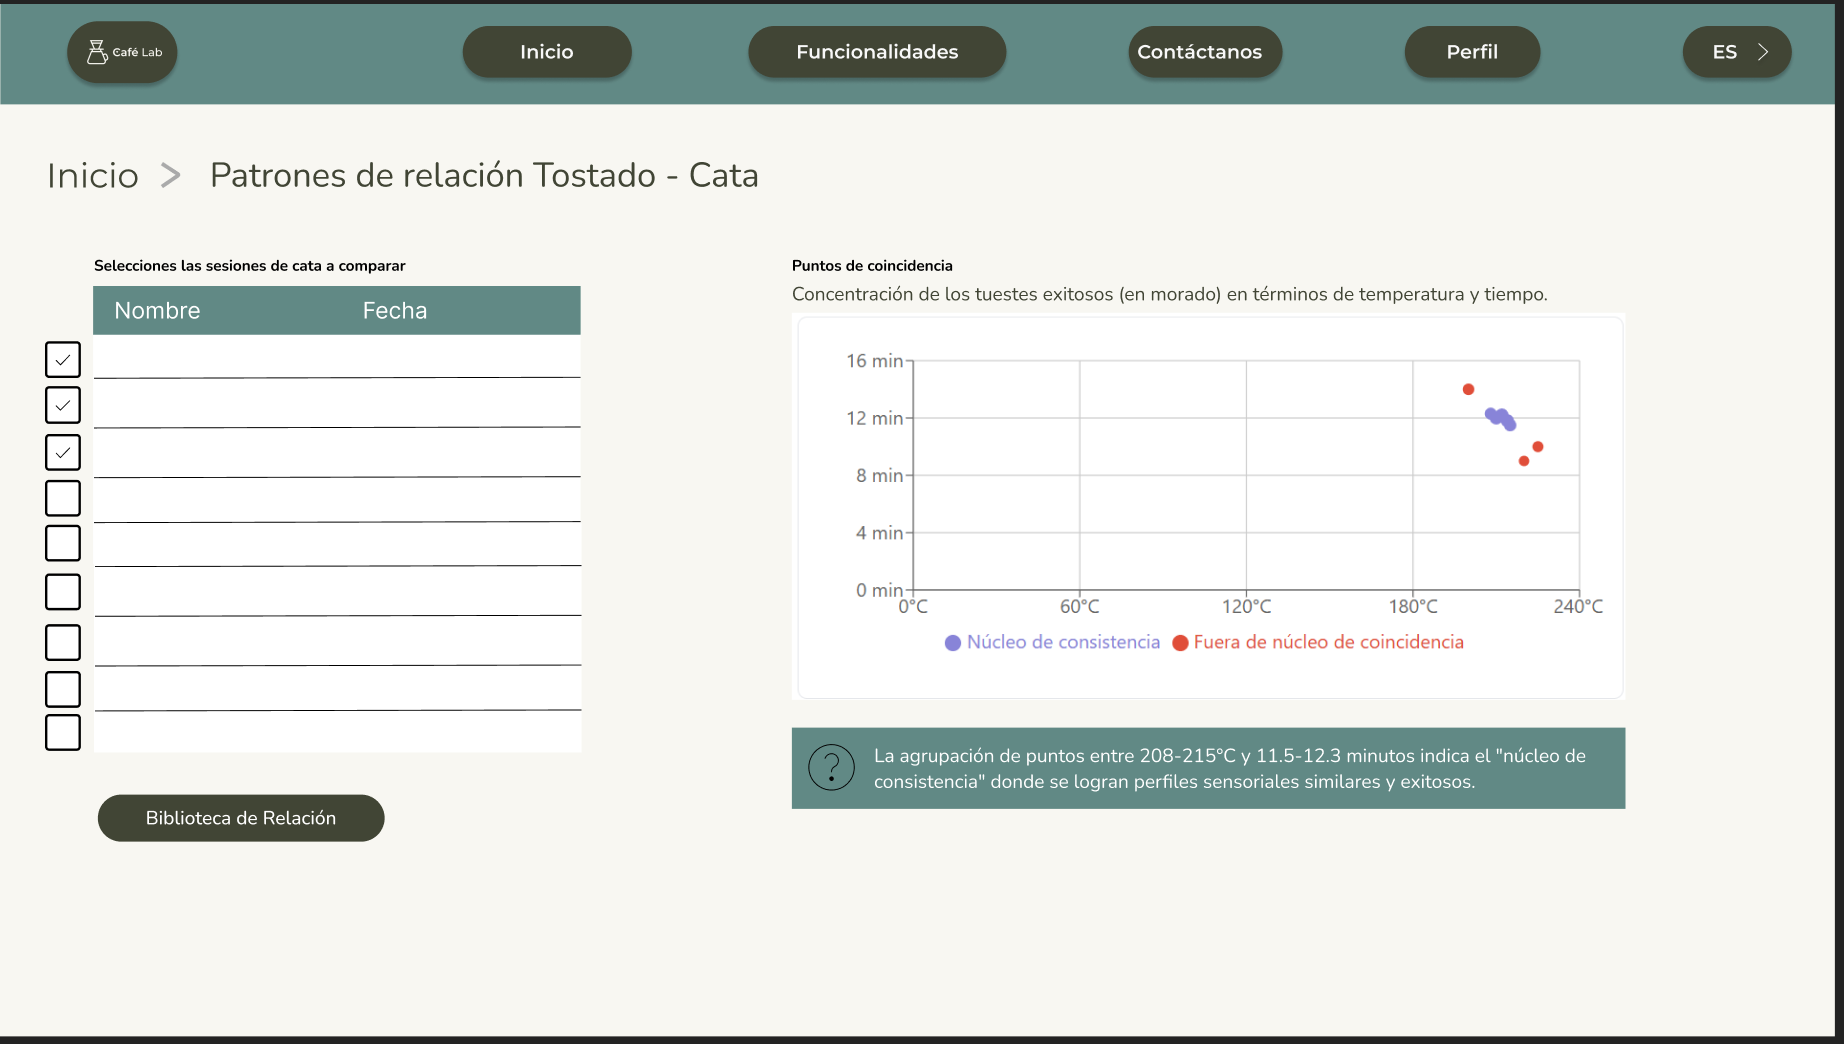 Café Lab
Inicio
Funcionalidades
Contáctanos
Perfil
ES >
Inicio > Patrones de relación Tostado - Cata
Selecciones las sesiones de cata a comparar
Nombre Fecha
Biblioteca de Relación
Puntos de coincidencia
Concentración de los tuestes exitosos (en morado) en términos de temperatura y tiempo.
16 min
12 min
8 min
4 min
0 min
0°C 60°C 120°C 180°C 240°C
Núcleo de consistencia Fuera de núcleo de coincidencia
? La agrupación de puntos entre 208-215°C y 11.5-12.3 minutos indica el "núcleo de
consistencia" donde se logran perfiles sensoriales similares y exitosos.